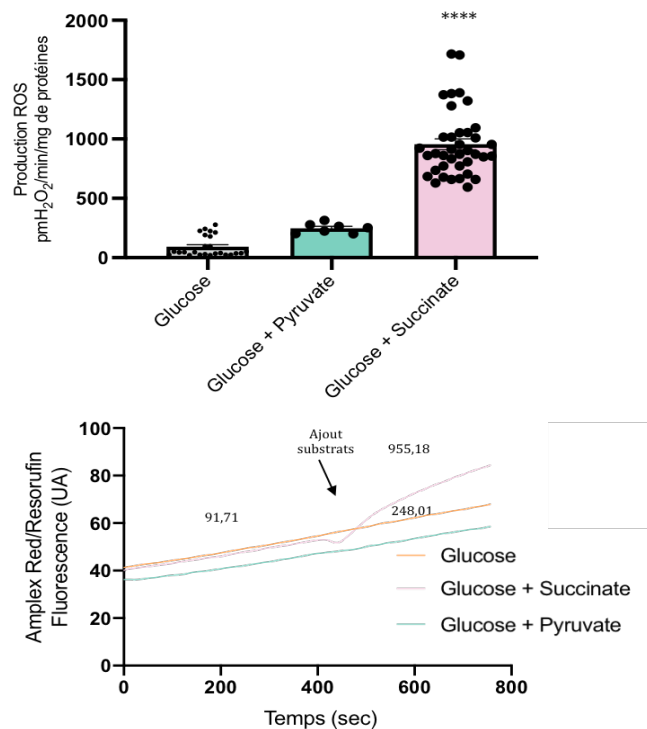 ****
Production ROS
pmH₂O₂/min/mg de protéines
2000
1500
1000
500
0
Glucose
Glucose + Pyruvate
Glucose + Succinate
Amplex Red/Resorufin
Fluorescence (UA)
100
80
60
40
20
0
Ajout
substrats
955,18
91,71
248,01
Glucose
Glucose + Succinate
Glucose + Pyruvate
0
200
400
600
800
Temps (sec)